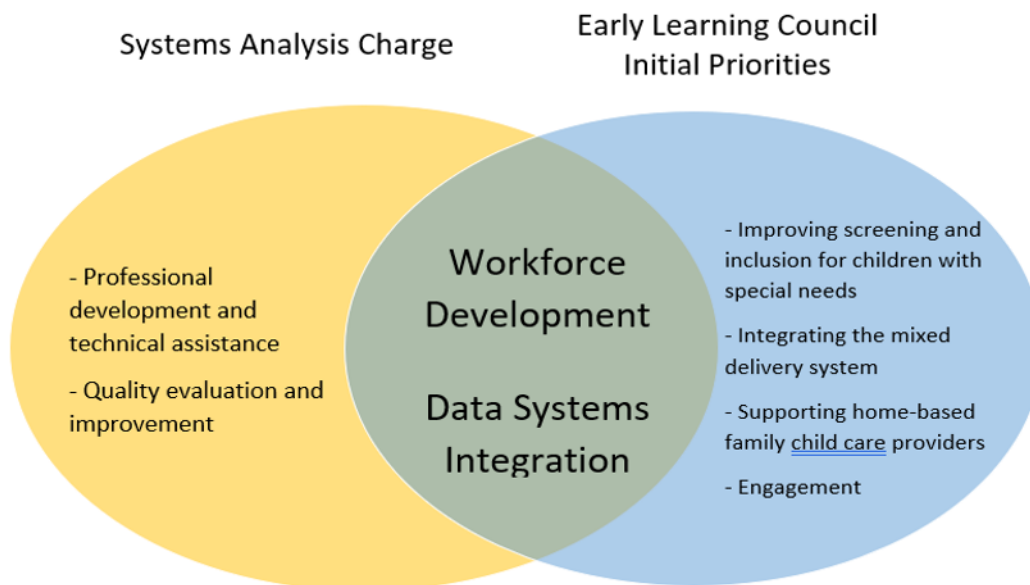 Systems Analysis Charge
Early Learning Council
Initial Priorities
- Professional
development and
technical assistance
- Quality evaluation and
improvement
Workforce
Development
Data Systems
Integration
- Improving screening and
inclusion for children with
special needs
- Integrating the mixed
delivery system
- Supporting home-based
family child care providers
- Engagement